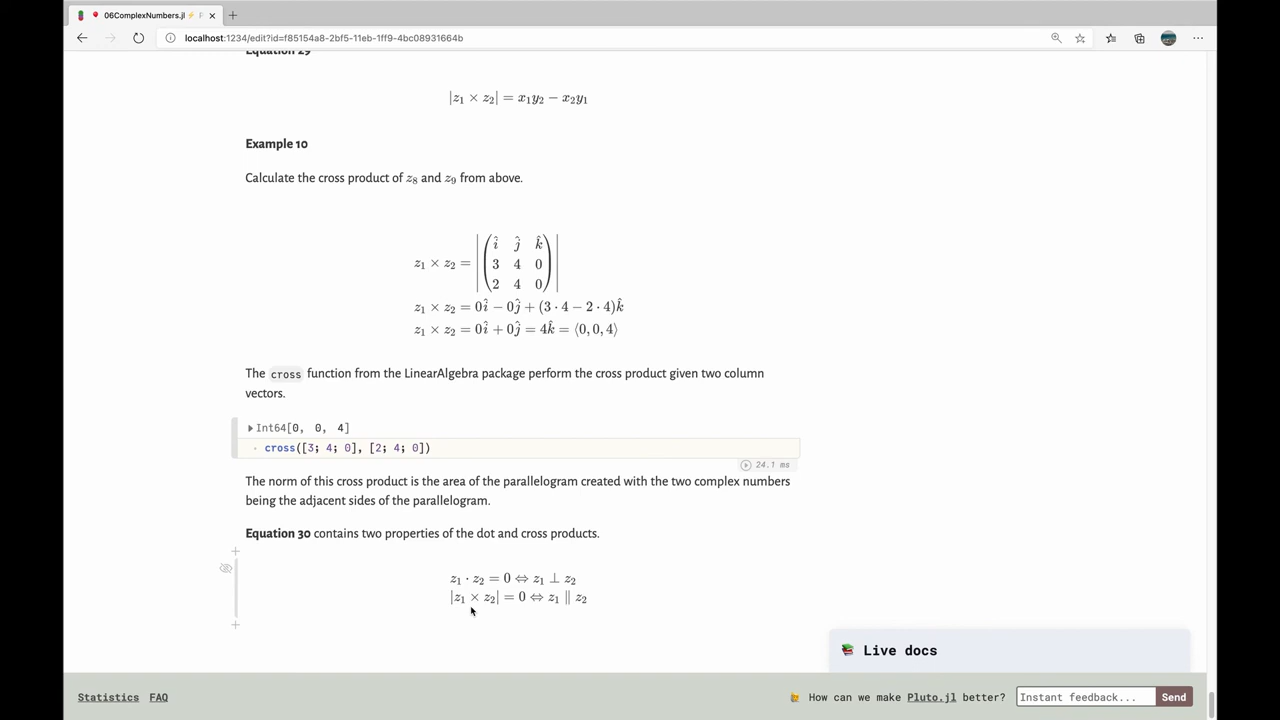 06ComplexNumbers.jl ⚡ P
localhost:1234/edit?id=f85154a8-2bf5-11eb-1ff9-4bc08931664b
Equation 29
|z₁ × z₂| = x₁y₂ − x₂y₁
Example 10
Calculate the cross product of z₈ and z₉ from above.
z₁ × z₂ = |(î ĵ k̂
3 4 0
2 4 0)|
z₁ × z₂ = 0î − 0ĵ + (3 · 4 − 2 · 4)k̂
z₁ × z₂ = 0î + 0ĵ = 4k̂ = ⟨0, 0, 4⟩
The cross function from the LinearAlgebra package perform the cross product given two column
vectors.
Int64[0, 0, 4]
cross([3; 4; 0], [2; 4; 0])
24.1 ms
The norm of this cross product is the area of the parallelogram created with the two complex numbers
being the adjacent sides of the parallelogram.
Equation 30 contains two properties of the dot and cross products.
z₁ · z₂ = 0 ⇔ z₁ ⊥ z₂
|z₁ × z₂| = 0 ⇔ z₁ ∥ z₂
Live docs
Statistics FAQ
How can we make Pluto.jl better? Instant feedback... Send